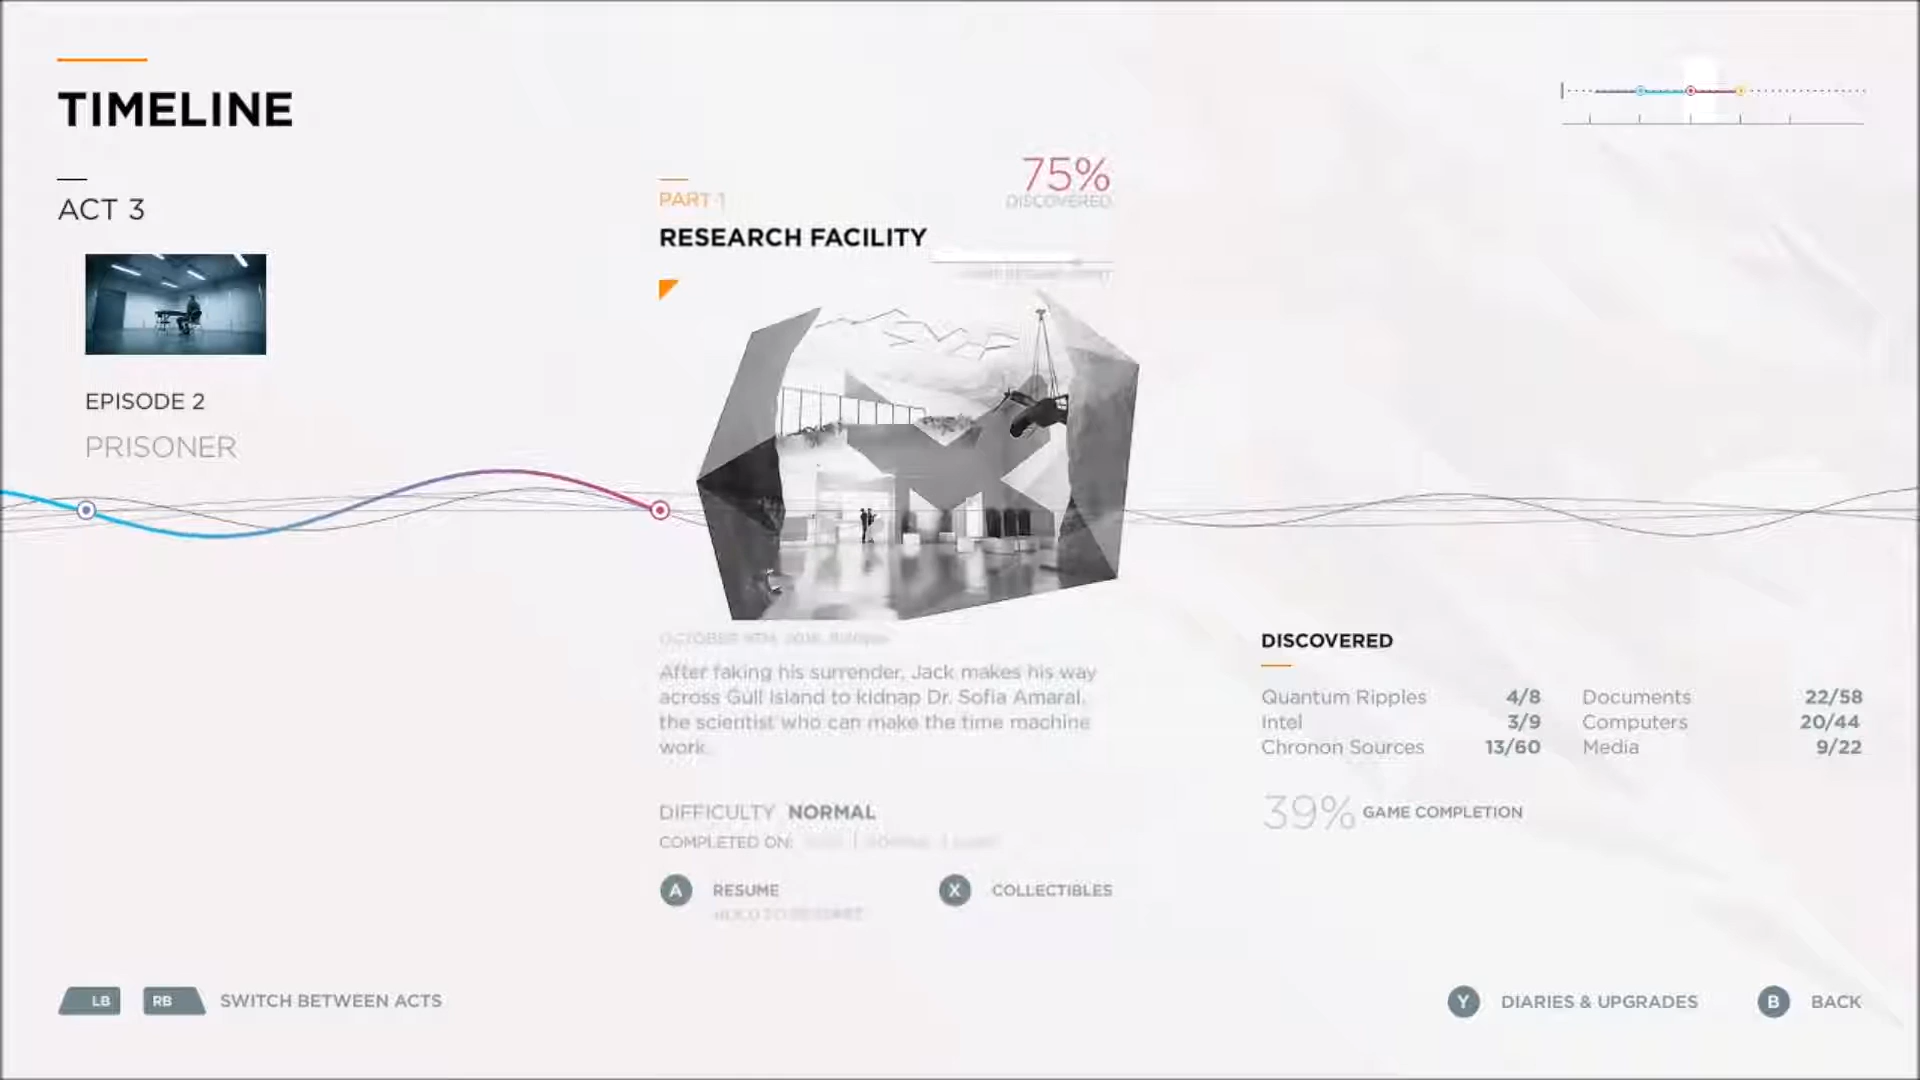 TIMELINE
ACT 3
EPISODE 2
PRISONER
PART 1
RESEARCH FACILITY
75%
DISCOVERED
After faking his surrender, Jack makes his way
across Gull Island to kidnap Dr. Sofia Amaral,
the scientist who can make the time machine
work.
DIFFICULTY NORMAL
COMPLETED ON:
A RESUME
HOLD TO RESTART
X COLLECTIBLES
DISCOVERED
Quantum Ripples 4/8 Documents 22/58
Intel 3/9 Computers 20/44
Chronon Sources 13/60 Media 9/22
39% GAME COMPLETION
LB RB SWITCH BETWEEN ACTS
Y DIARIES & UPGRADES B BACK